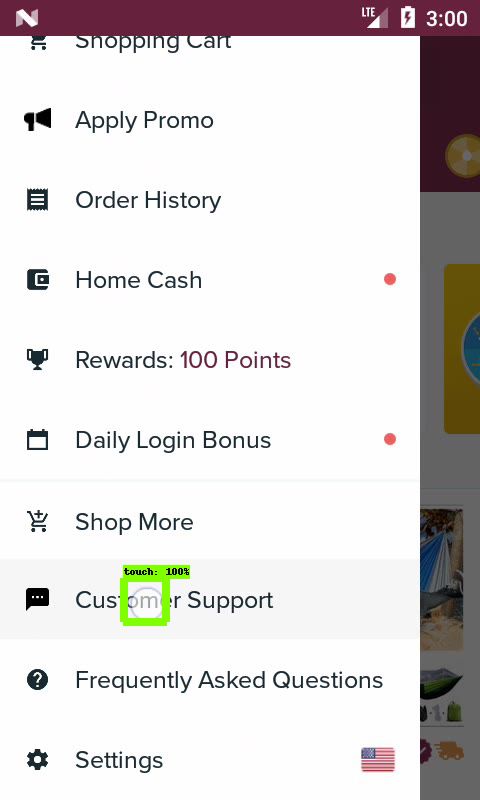 LTE 3:00
Shopping Cart
Apply Promo
Order History
Home Cash
Rewards: 100 Points
Daily Login Bonus
Shop More
touch: 100%
Customer Support
Frequently Asked Questions
Settings